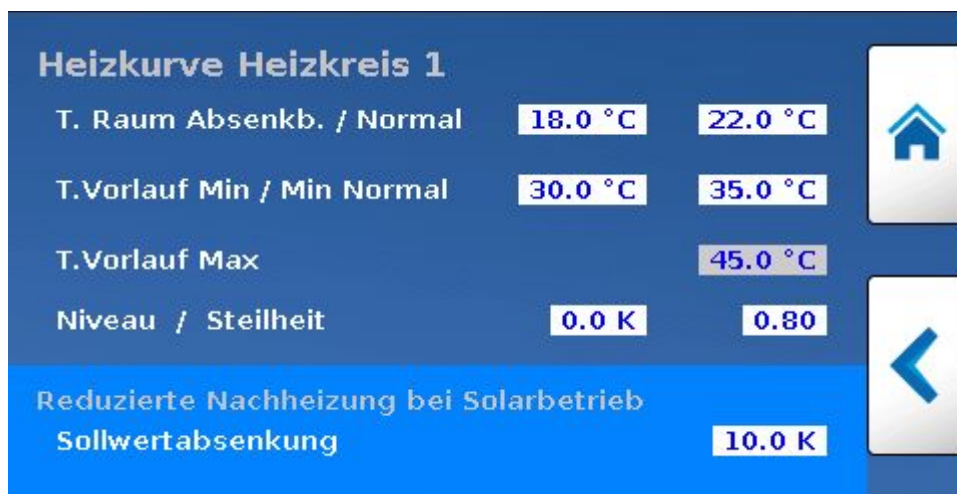 Heizkurve Heizkreis 1
T. Raum Absenkb. / Normal 18.0 °C 22.0 °C
T.Vorlauf Min / Min Normal 30.0 °C 35.0 °C
T.Vorlauf Max 45.0 °C
Niveau / Steilheit 0.0 K 0.80
Reduzierte Nachheizung bei Solarbetrieb
Sollwertabsenkung 10.0 K